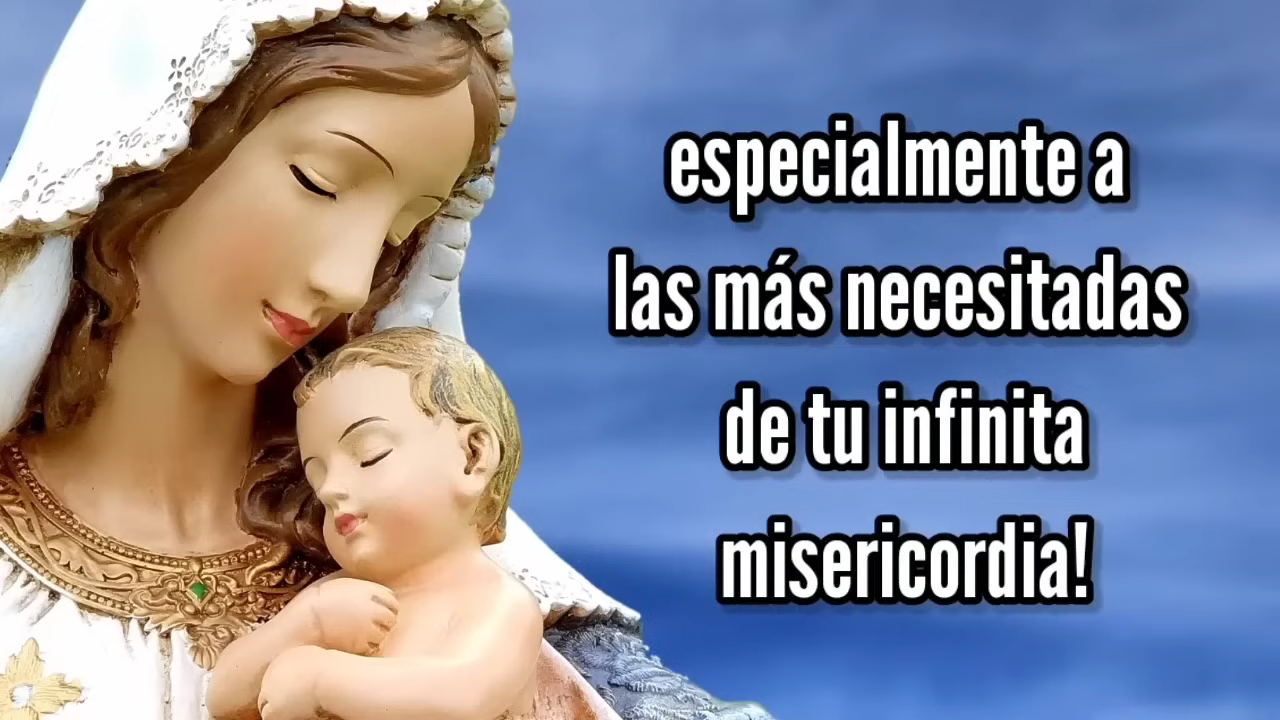 especialmente a
las más necesitadas
de tu infinita
misericordia!